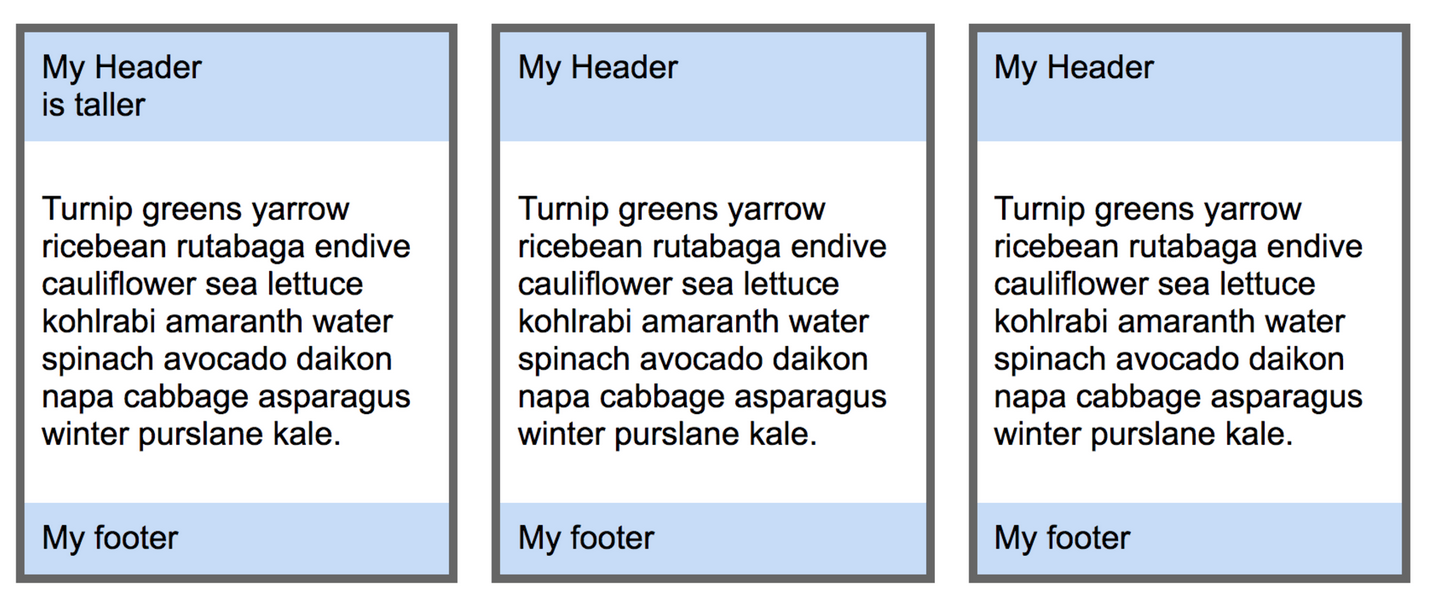 My Header
is taller
Turnip greens yarrow
ricebean rutabaga endive
cauliflower sea lettuce
kohlrabi amaranth water
spinach avocado daikon
napa cabbage asparagus
winter purslane kale.
My footer
My Header
Turnip greens yarrow
ricebean rutabaga endive
cauliflower sea lettuce
kohlrabi amaranth water
spinach avocado daikon
napa cabbage asparagus
winter purslane kale.
My footer
My Header
Turnip greens yarrow
ricebean rutabaga endive
cauliflower sea lettuce
kohlrabi amaranth water
spinach avocado daikon
napa cabbage asparagus
winter purslane kale.
My footer